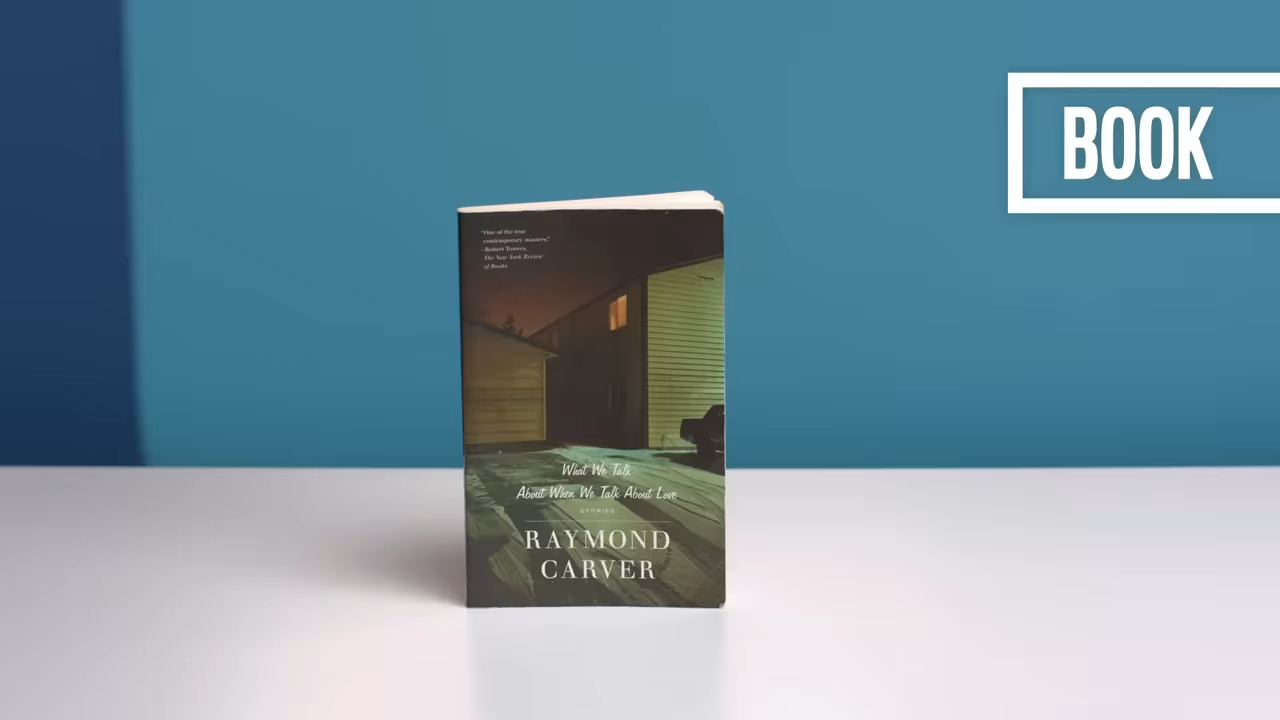 BOOK
"One of the true
contemporary masters."
—Robert Towers,
The New York Review
of Books
What We Talk
About When We Talk About Love
STORIES
RAYMOND
CARVER